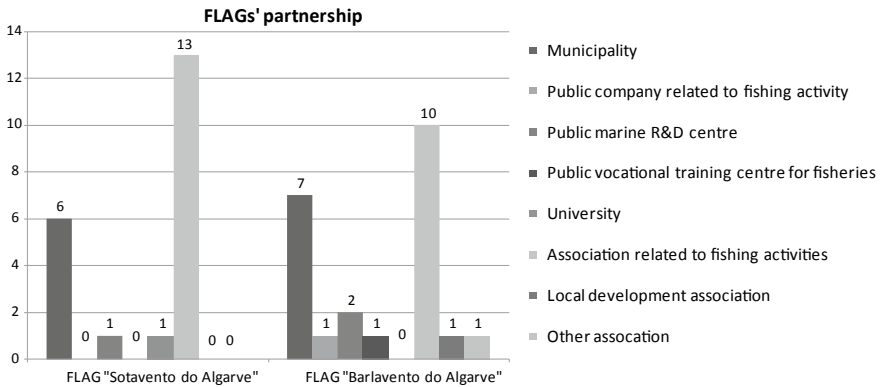 FLAGs' partnership
14
12
10
8
6
4
2
0
6
0
1
0
1
13
0
0
7
1
2
1
0
10
1
1
FLAG "Sotavento do Algarve"
FLAG "Barlavento do Algarve"
Municipality
Public company related to fishing activity
Public marine R&D centre
Public vocational training centre for fisheries
University
Association related to fishing activities
Local development association
Other assocation